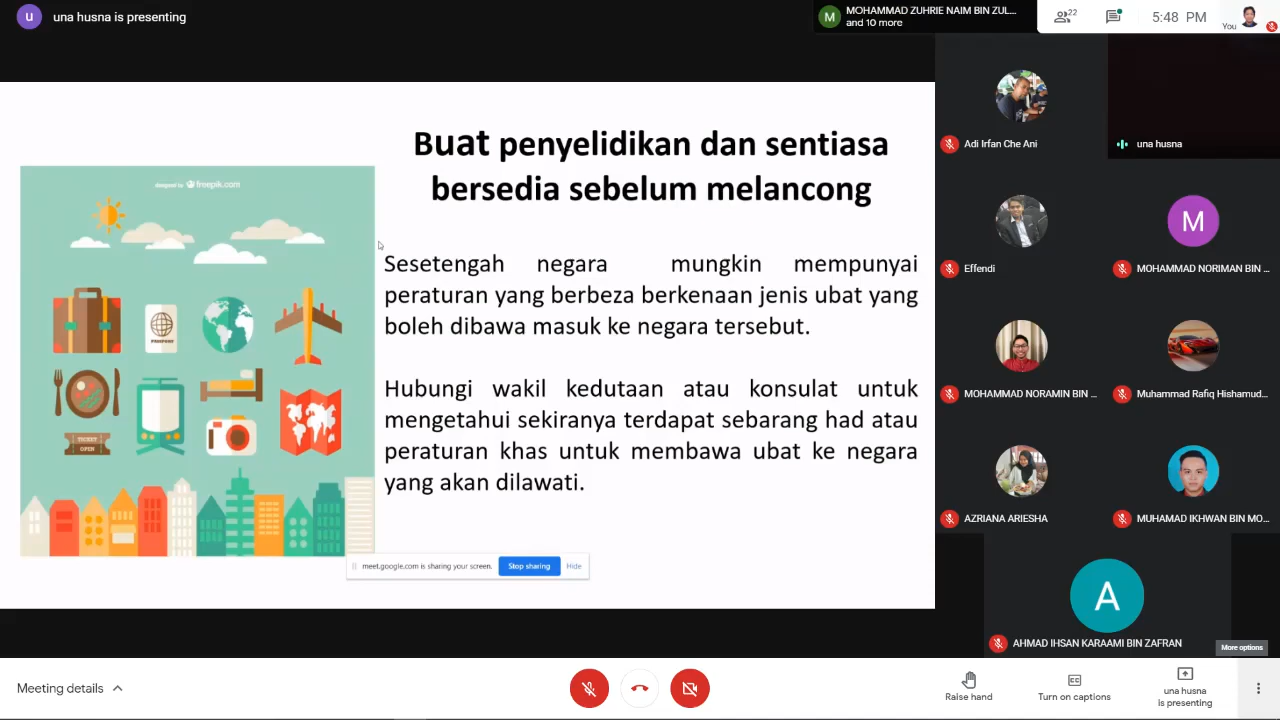 u
una husna is presenting
M
MOHAMMAD ZUHRIE NAIM BIN ZUL...
and 10 more
22
5:48 PM
You
Buat penyelidikan dan sentiasa
bersedia sebelum melancong
designed by freepik.com
PASSPORT
TICKET
OPEN
Sesetengah negara mungkin mempunyai
peraturan yang berbeza berkenaan jenis ubat yang
boleh dibawa masuk ke negara tersebut.
Hubungi wakil kedutaan atau konsulat untuk
mengetahui sekiranya terdapat sebarang had atau
peraturan khas untuk membawa ubat ke negara
yang akan dilawati.
meet.google.com is sharing your screen.
Stop sharing
Hide
Adi Irfan Che Ani
una husna
Effendi
M
MOHAMMAD NORIMAN BIN ...
MOHAMMAD NORAMIN BIN ...
Muhammad Rafiq Hishamud...
AZRIANA ARIESHA
MUHAMAD IKHWAN BIN MO...
A
AHMAD IHSAN KARAAMI BIN ZAFRAN
More options
Meeting details
Raise hand
Turn on captions
una husna
is presenting